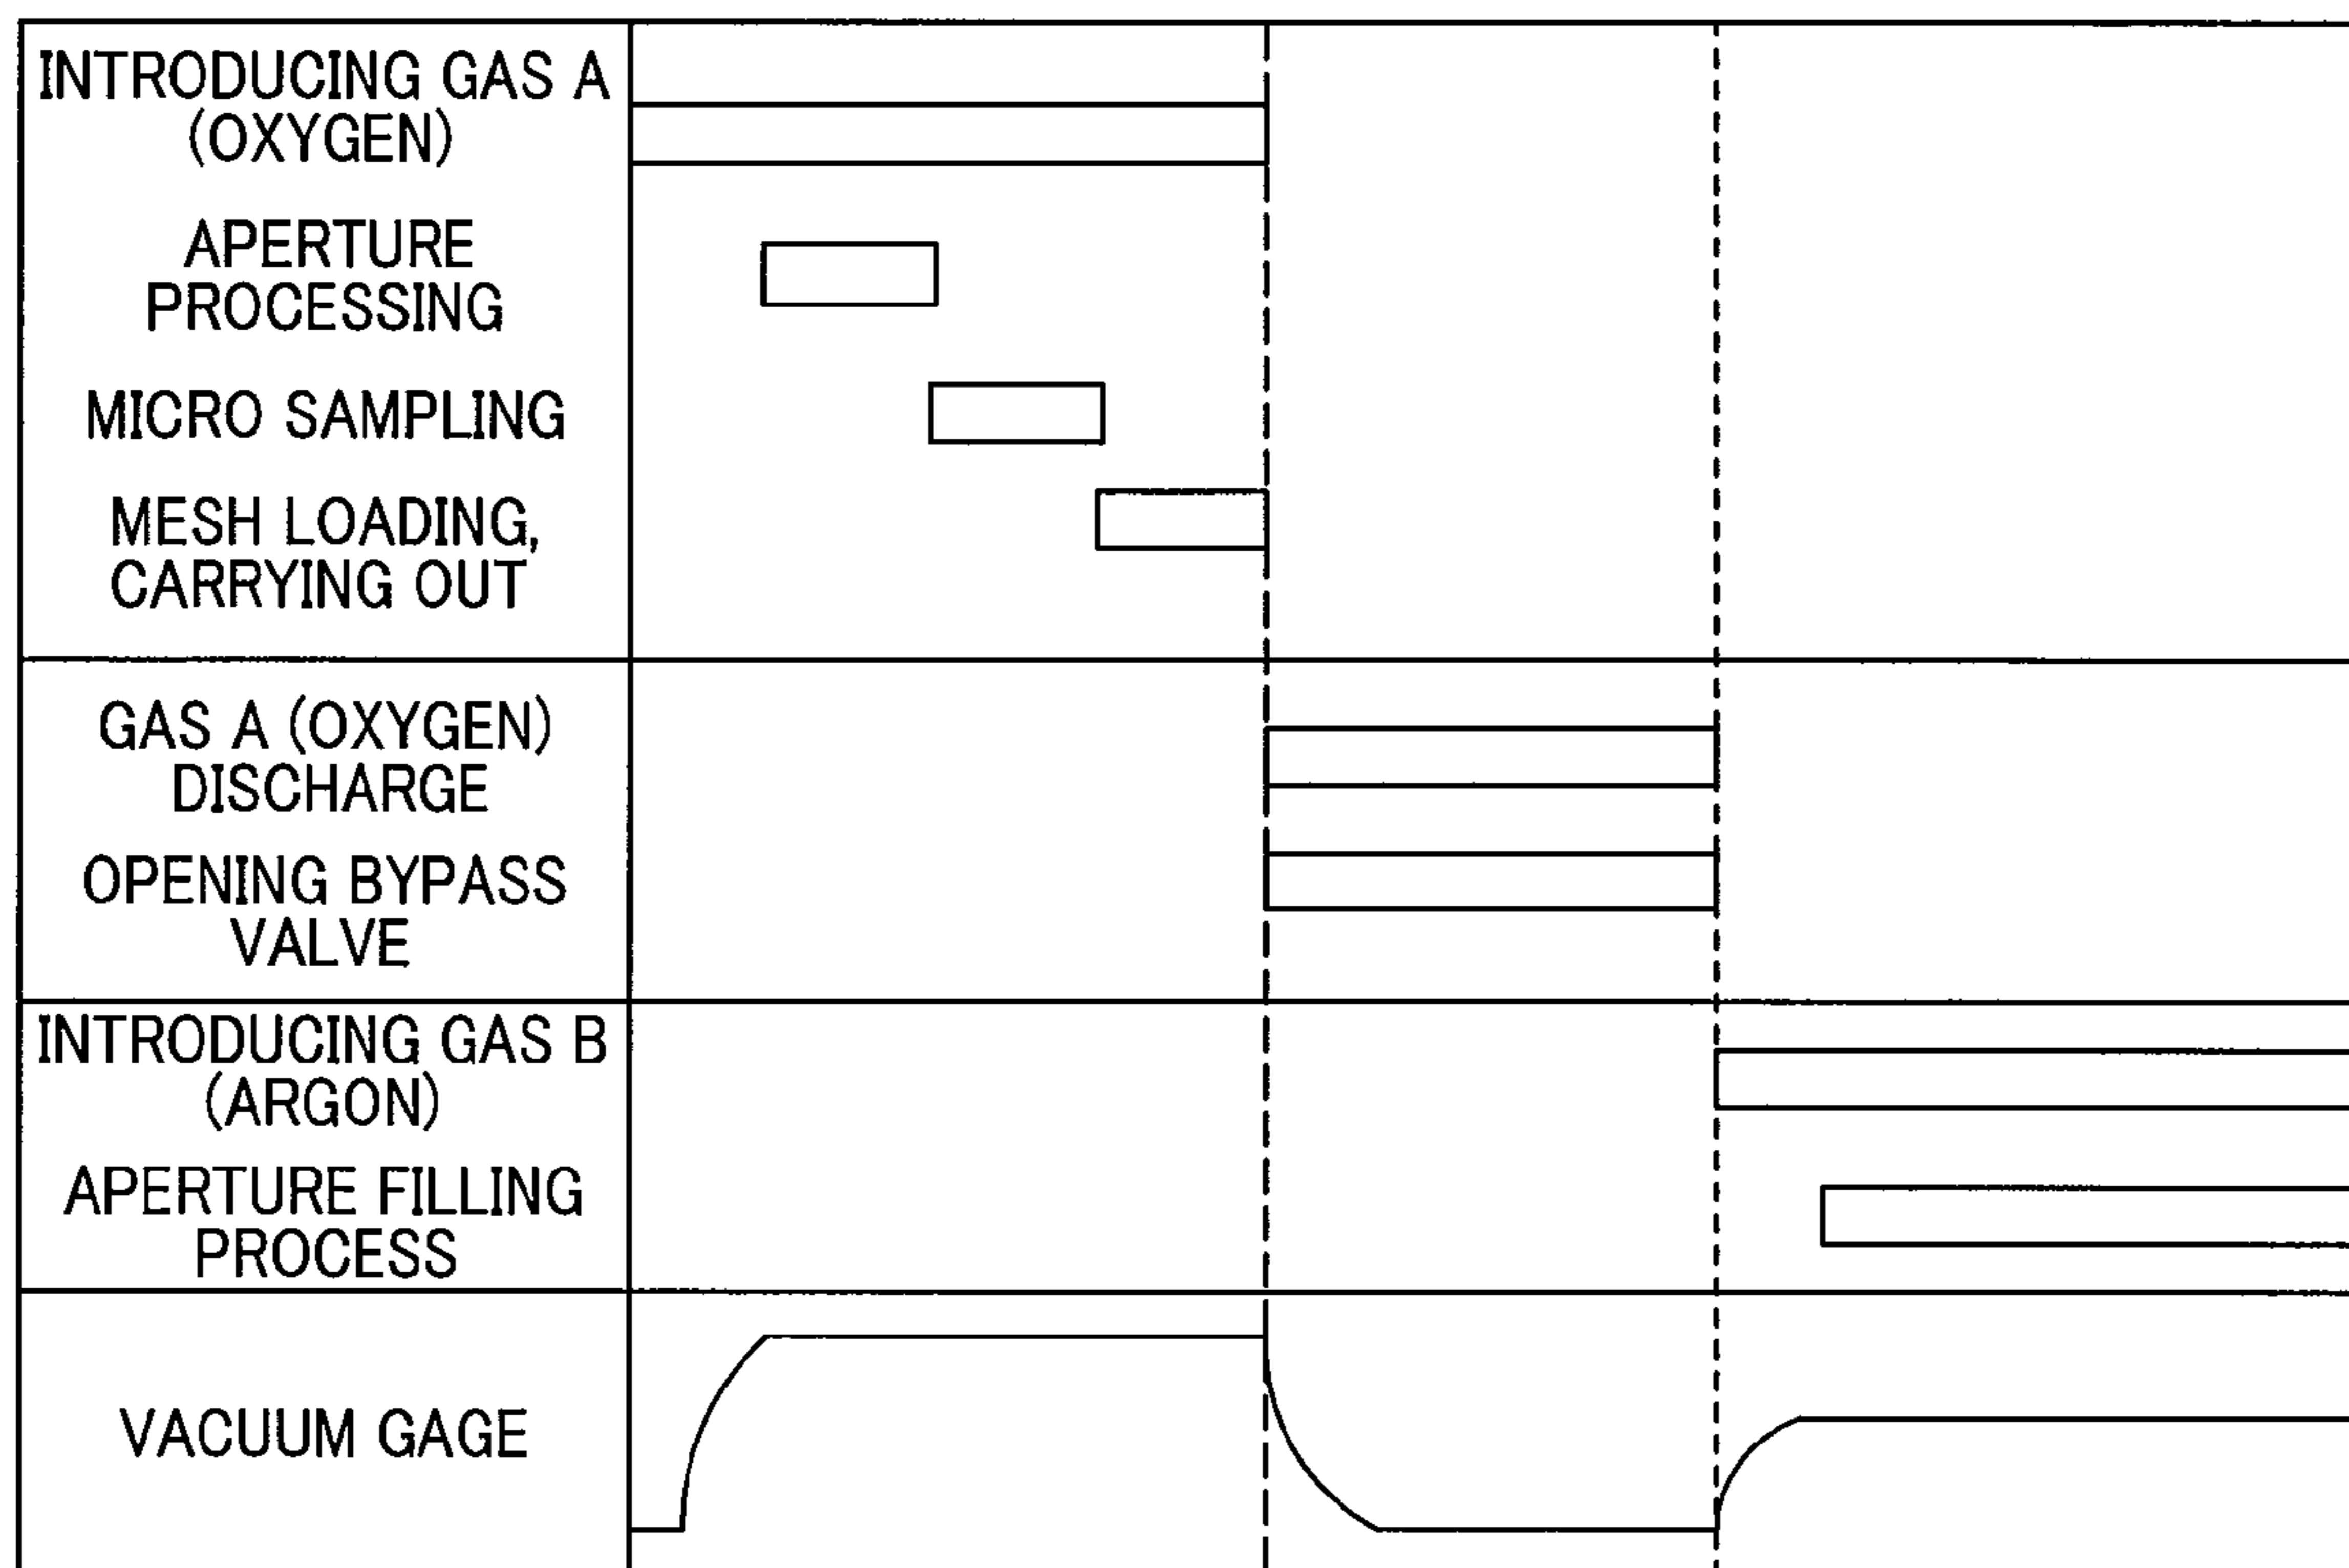 INTRODUCING GAS A
(OXYGEN)
APERTURE
PROCESSING
MICRO SAMPLING
MESH LOADING,
CARRYING OUT
GAS A (OXYGEN)
DISCHARGE
OPENING BYPASS
VALVE
INTRODUCING GAS B
(ARGON)
APERTURE FILLING
PROCESS
VACUUM GAGE